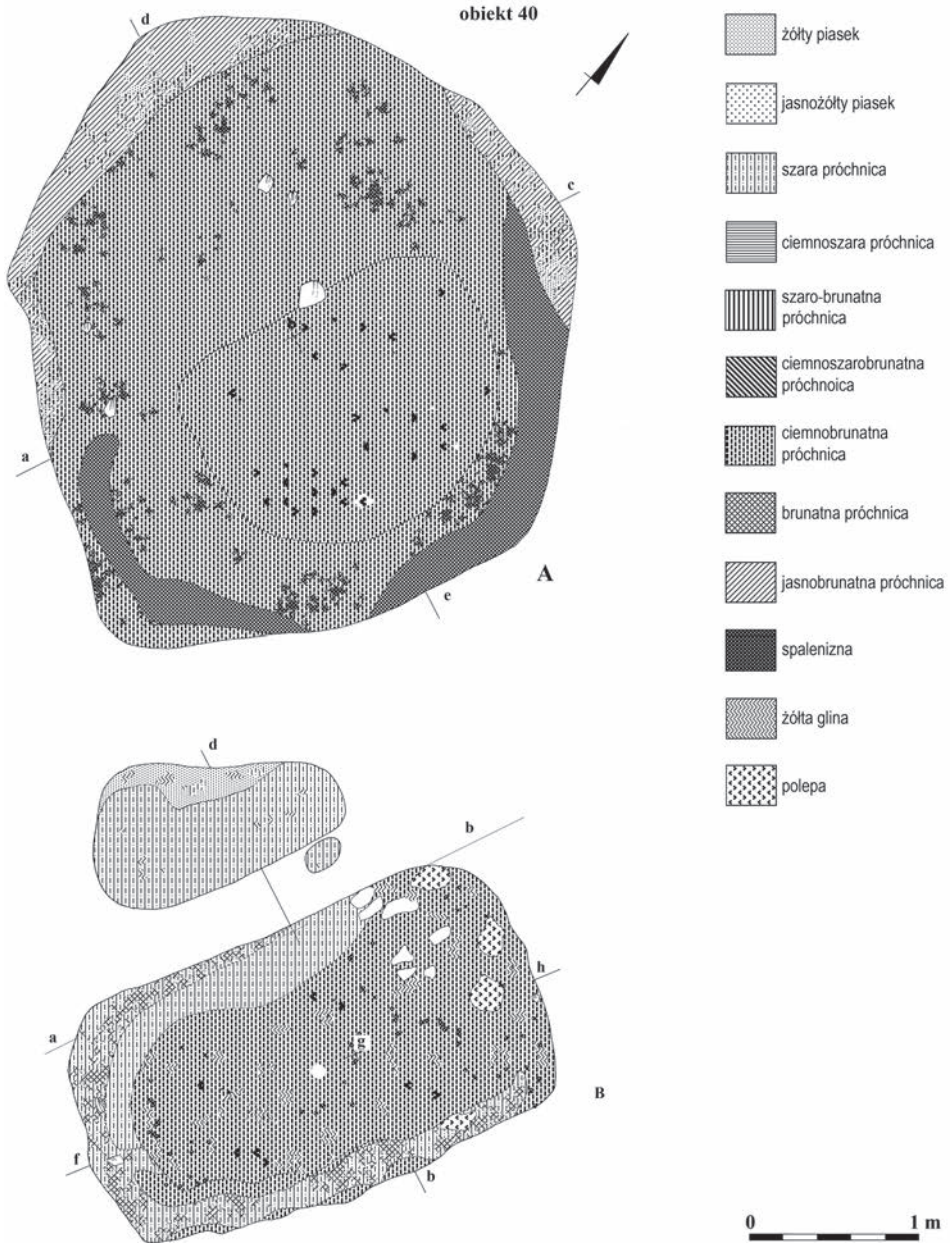 obiekt 40
d
c
b
a
e
A
d
b
h
a
g
B
f
b
żółty piasek
jasnożółty piasek
szara próchnica
ciemnoszara próchnica
szaro-brunatna
próchnica
ciemnoszarobrunatna
próchnoica
ciemnobrunatna
próchnica
brunatna próchnica
jasnobrunatna próchnica
spalenizna
żółta glina
polepa
0 1 m